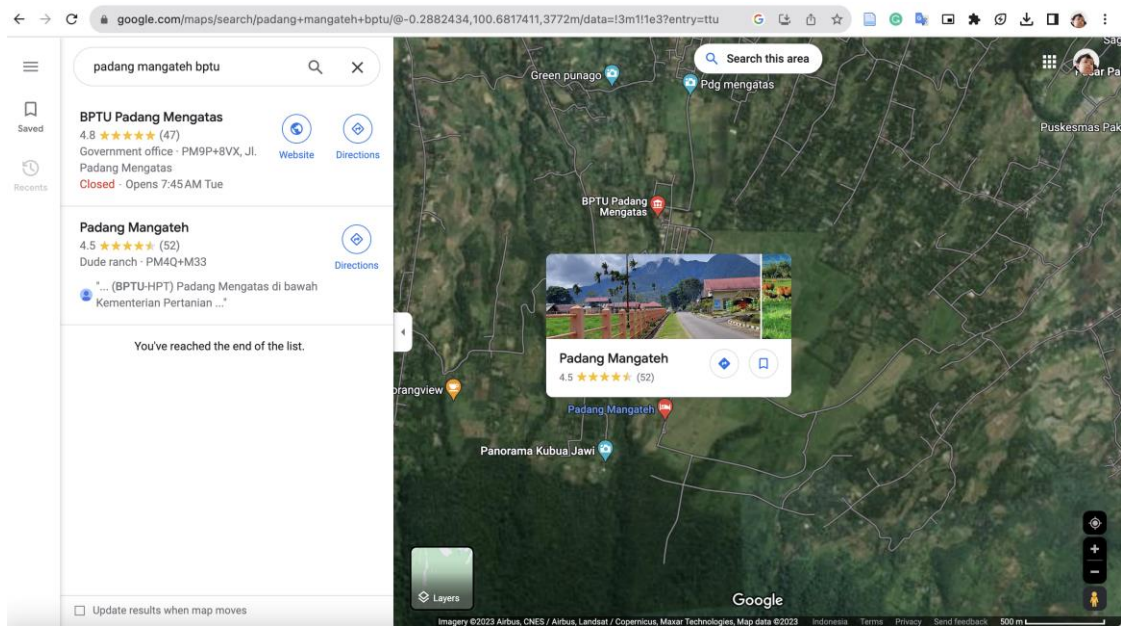 google.com/maps/search/padang+mangateh+bptu/@-0.2882434,100.6817411,3772m/data=!3m1!1e3?entry=ttu
padang mangateh bptu
Saved
Recents
BPTU Padang Mengatas
4.8 (47)
Government office · PM9P+8VX, Jl.
Padang Mengatas
Closed · Opens 7:45 AM Tue
Website
Directions
Padang Mangateh
4.5 (52)
Dude ranch · PM4Q+M33
Directions
"... (BPTU-HPT) Padang Mengatas di bawah
Kementerian Pertanian ..."
You've reached the end of the list.
Update results when map moves
Search this area
Green punago
Pdg mengatas
Puskesmas Pak
BPTU Padang
Mengatas
Padang Mangateh
4.5 (52)
orangview
Padang Mangateh
Panorama Kubua Jawi
Layers
Google
Imagery ©2023 Airbus, CNES / Airbus, Landsat / Copernicus, Maxar Technologies, Map data ©2023 Indonesia Terms Privacy Send feedback 500 m